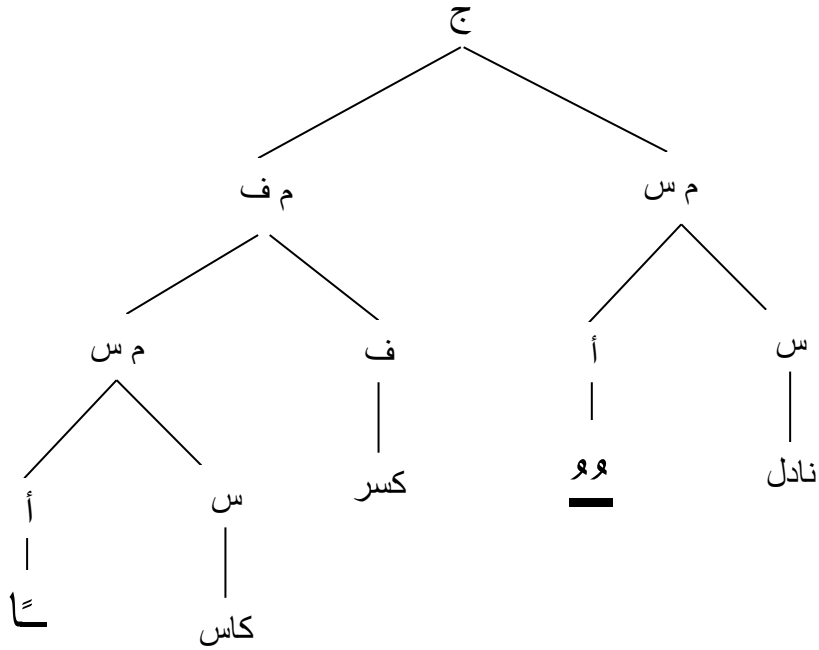 ج
م س
م ف
س
أ
ف
م س
نادل
ـُُـ
كسر
س
أ
كاس
ـًا